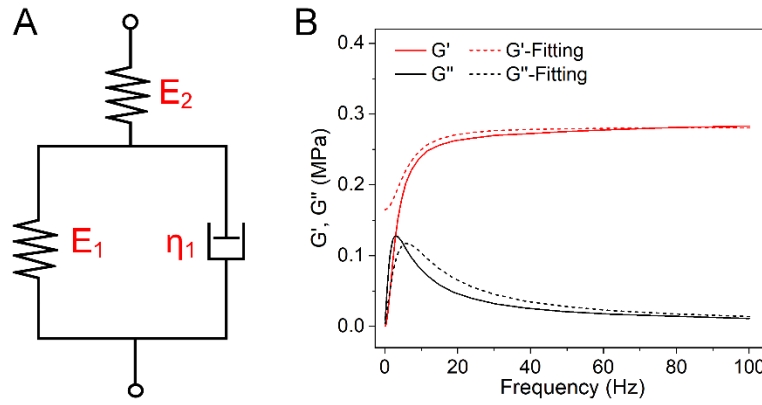 A
E2
E1
η1
B
G', G'' (MPa)
0.4
0.3
0.2
0.1
0.0
G' G'-Fitting
G'' G''-Fitting
0 20 40 60 80 100
Frequency (Hz)